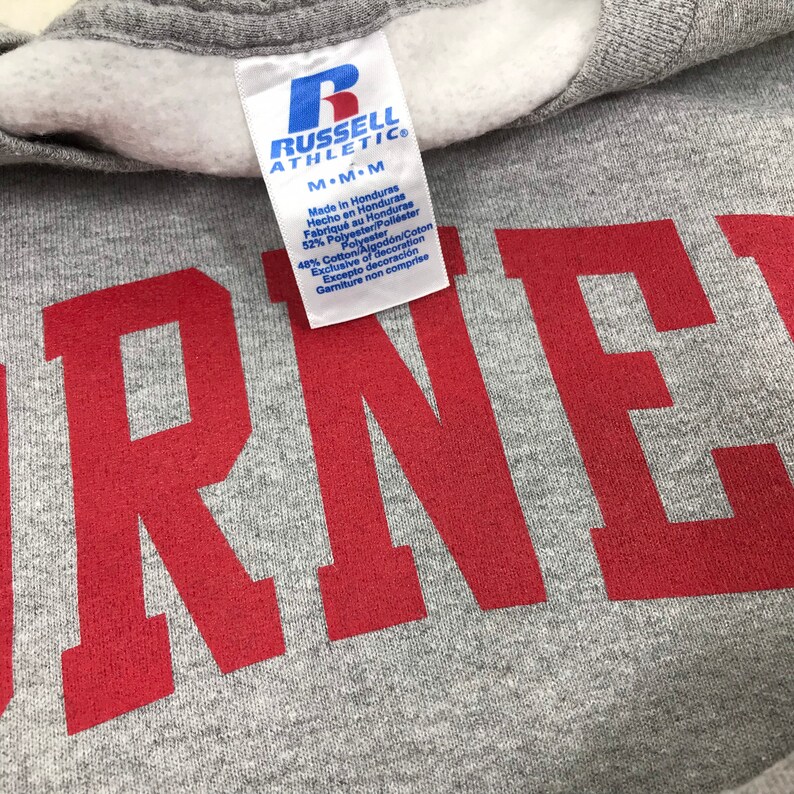 RUSSELL
ATHLETIC®
M • M • M
Made in Honduras
Hecho en Honduras
Fabriqué au Honduras
52% Polyester/Poliéster
Polyester
48% Cotton/Algodón/Coton
Exclusive of decoration
Excepto decoración
Garniture non comprise
ORNEL